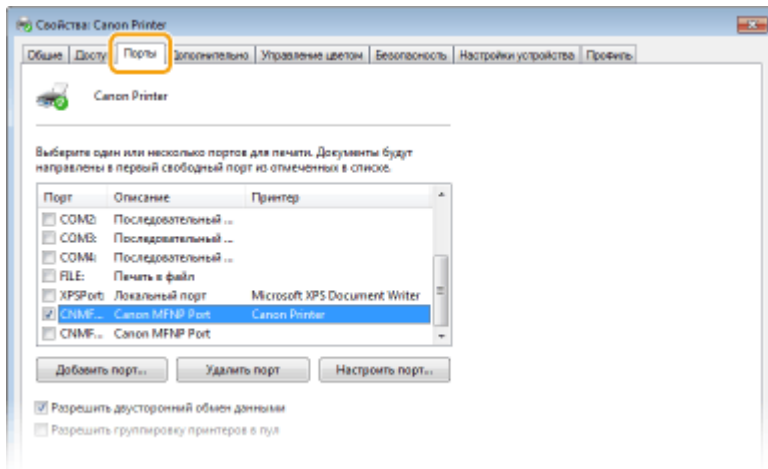 Свойства: Canon Printer
Общие Досту Порты Дополнительно Управление цветом Безопасность Настройки устройства Профиль
Canon Printer
Выберите один или несколько портов для печати. Документы будут
направлены в первый свободный порт из отмеченных в списке.
Порт Описание Принтер
COM2: Последовательный ...
COM3: Последовательный ...
COM4: Последовательный ...
FILE: Печать в файл
XPSPort: Локальный порт Microsoft XPS Document Writer
CNMF... Canon MFNP Port Canon Printer
CNMF... Canon MFNP Port
Добавить порт... Удалить порт Настроить порт...
Разрешить двусторонний обмен данными
Разрешить группировку принтеров в пул